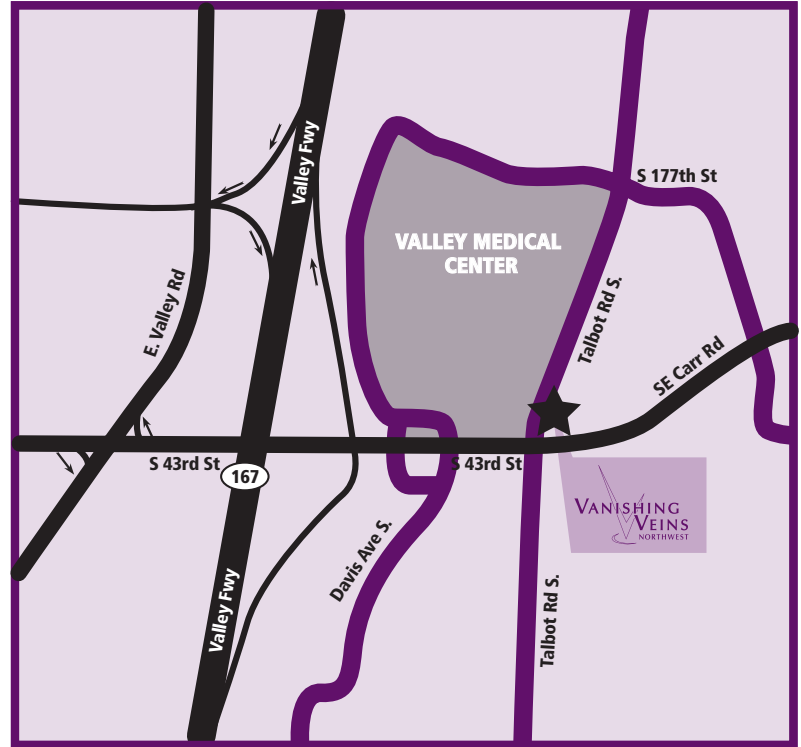 Valley Fwy
S 177th St
VALLEY MEDICAL
CENTER
E. Valley Rd
Talbot Rd S.
SE Carr Rd
S 43rd St
S 43rd St
167
VANISHING
VEINS
NORTHWEST
Davis Ave S.
Valley Fwy
Talbot Rd S.